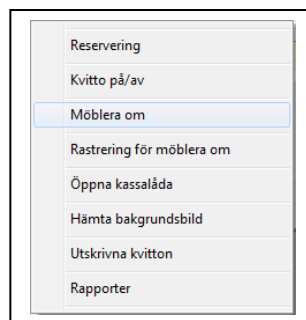 Reservering
Kvitto på/av
Möblera om
Rastrering för möblera om
Öppna kassalåda
Hämta bakgrundsbild
Utskrivna kvitton
Rapporter